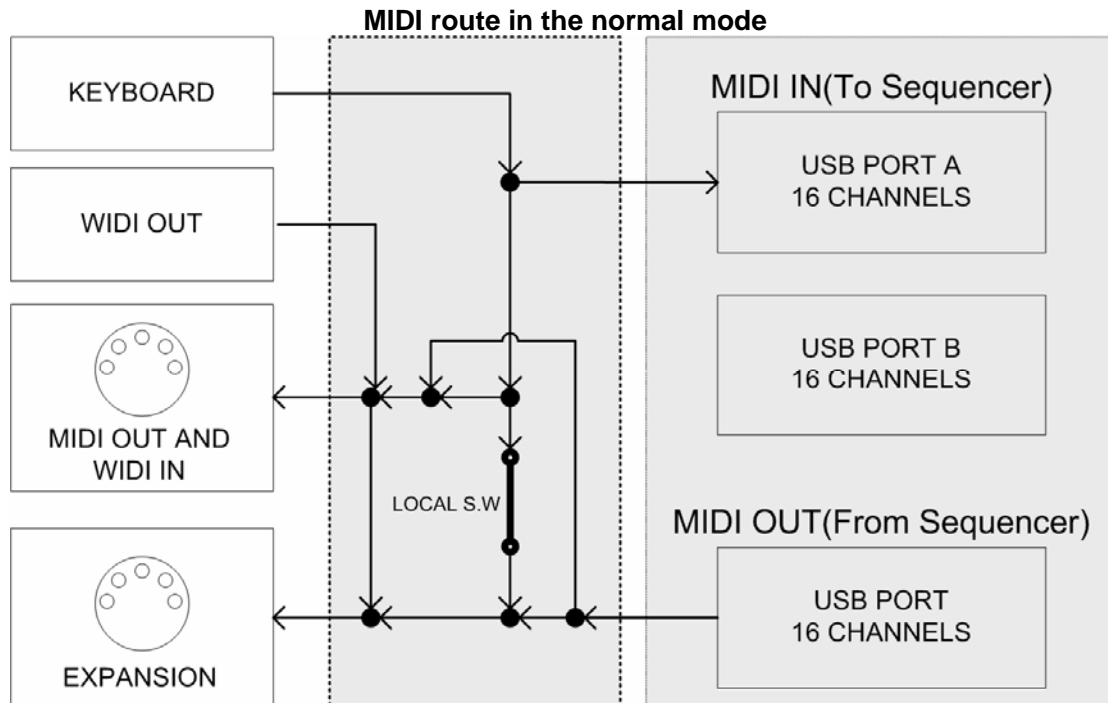 MIDI route in the normal mode
KEYBOARD
WIDI OUT
MIDI OUT AND
WIDI IN
EXPANSION
LOCAL S.W
MIDI IN(To Sequencer)
USB PORT A
16 CHANNELS
USB PORT B
16 CHANNELS
MIDI OUT(From Sequencer)
USB PORT
16 CHANNELS